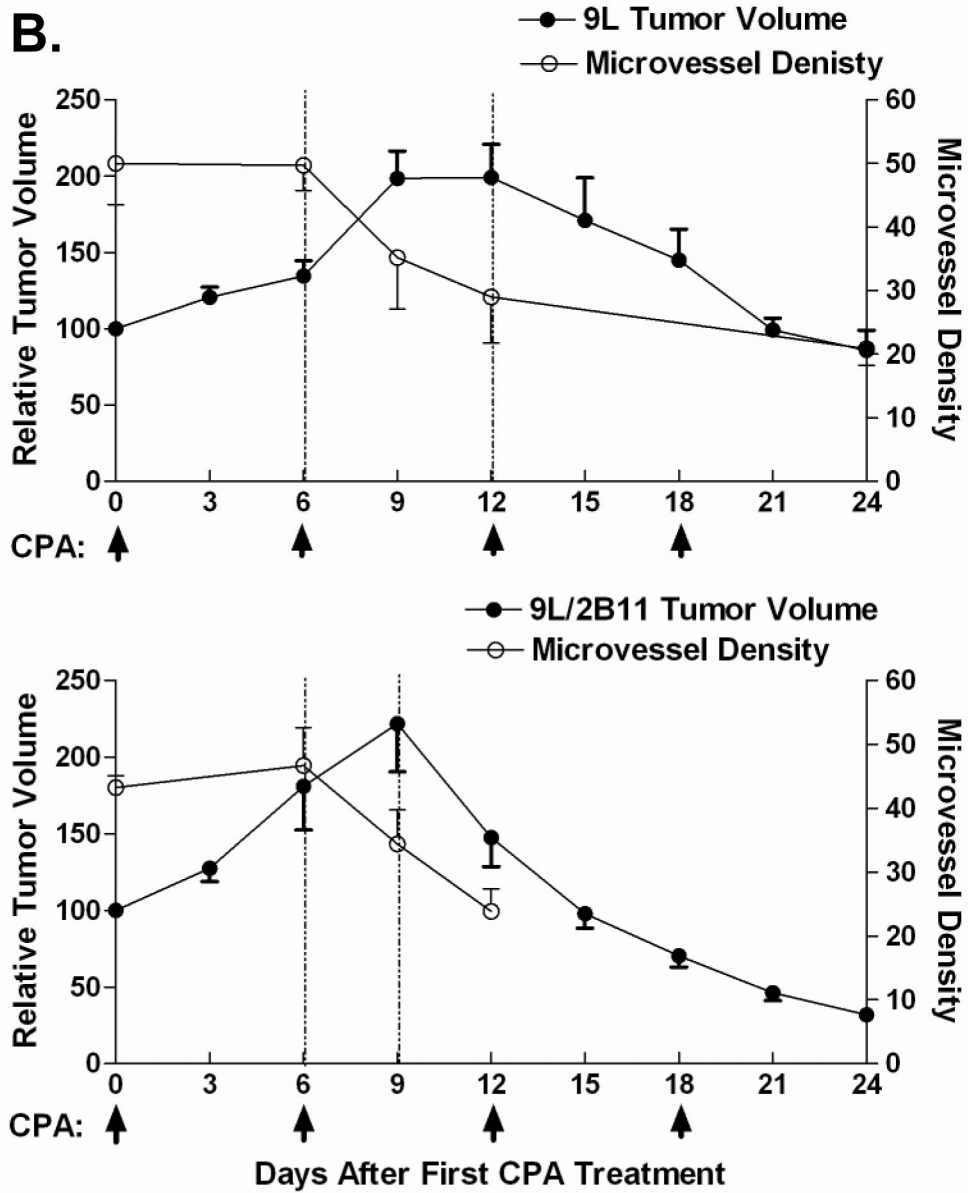 B.
9L Tumor Volume
Microvessel Denisty
250
200
150
100
50
0
Relative Tumor Volume
60
50
40
30
20
10
0
Microvessel Density
0 3 6 9 12 15 18 21 24
CPA:
9L/2B11 Tumor Volume
Microvessel Density
250
200
150
100
50
0
Relative Tumor Volume
60
50
40
30
20
10
0
Microvessel Density
0 3 6 9 12 15 18 21 24
CPA:
Days After First CPA Treatment